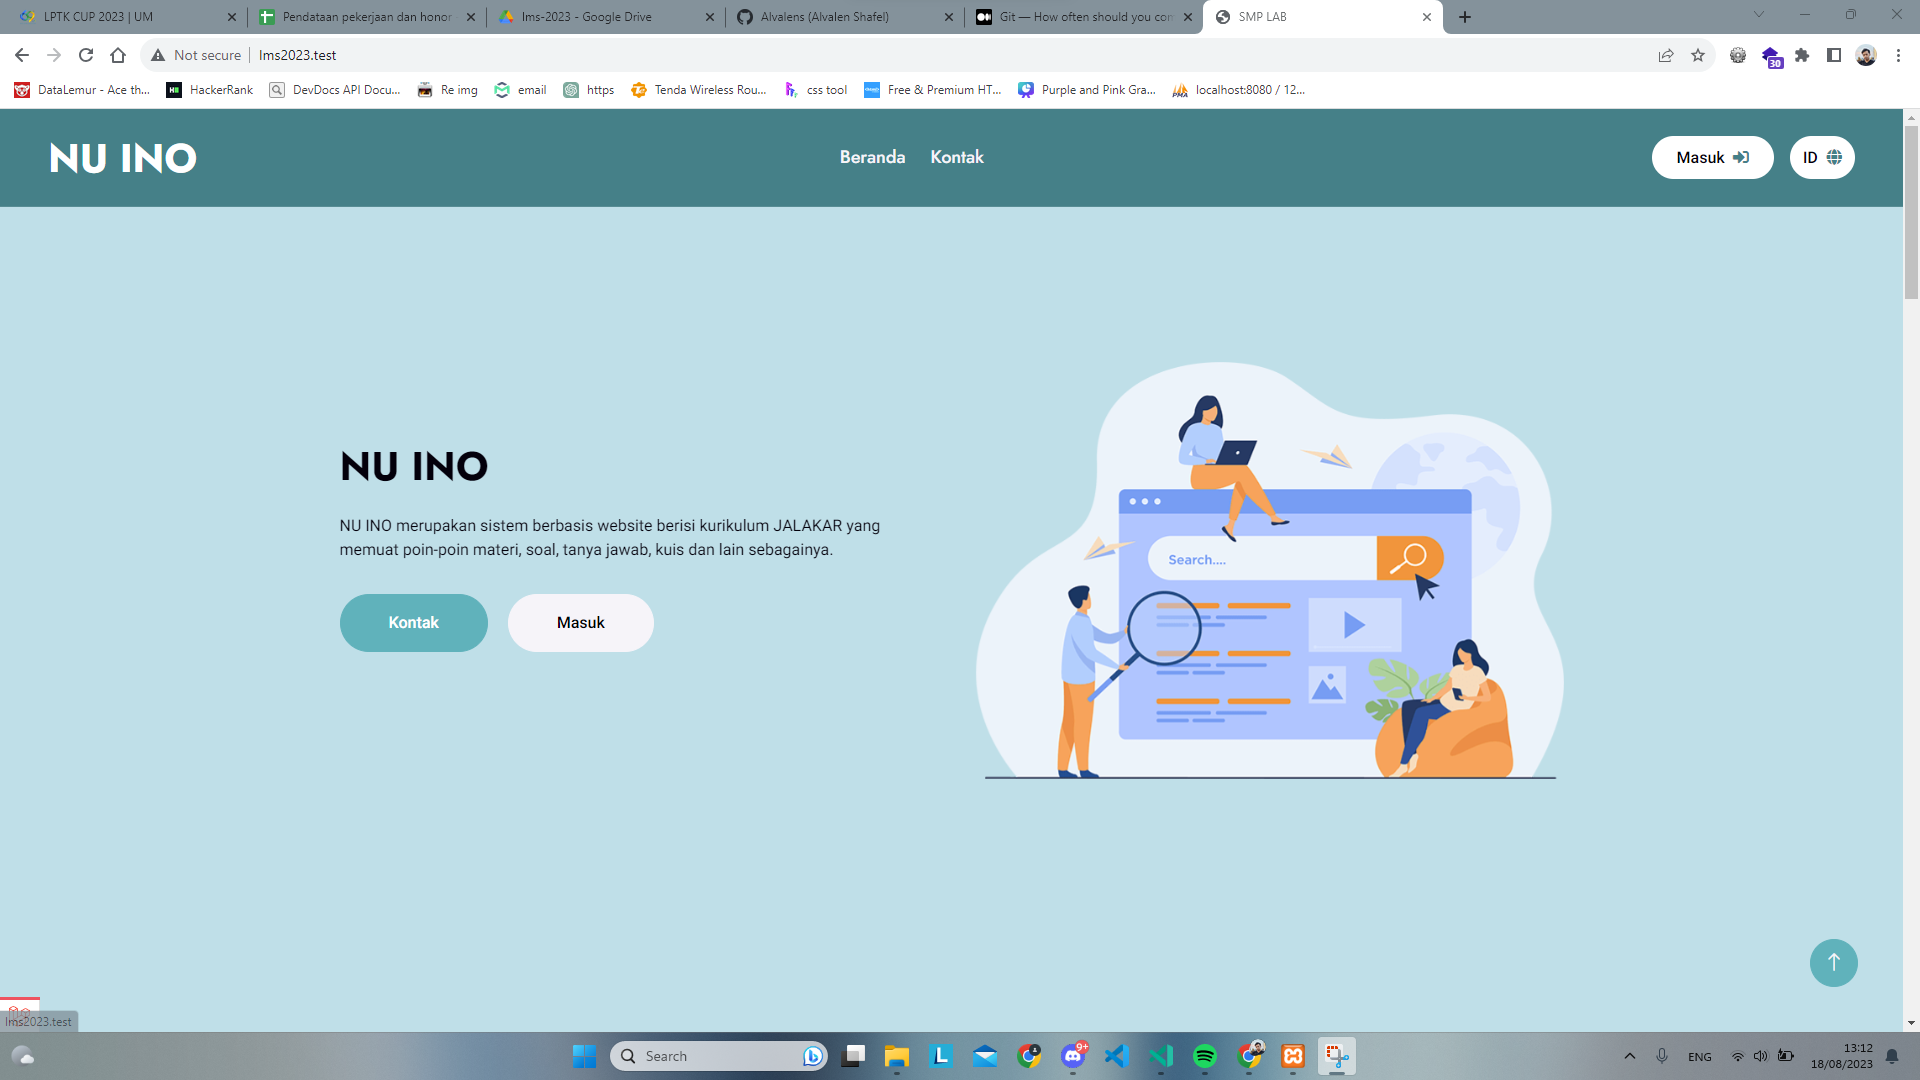 LPTK CUP 2023 | UM
Pendataan pekerjaan dan honor
lms-2023 - Google Drive
Alvalens (Alvalen Shafel)
Git — How often should you com
SMP LAB
Not secure
lms2023.test
30
DataLemur - Ace th...
HackerRank
DevDocs API Docu...
Re img
email
https
Tenda Wireless Rou...
css tool
Free & Premium HT...
Purple and Pink Gra...
localhost:8080 / 12...
NU INO
Beranda
Kontak
Masuk
ID
NU INO
NU INO merupakan sistem berbasis website berisi kurikulum JALAKAR yang
memuat poin-poin materi, soal, tanya jawab, kuis dan lain sebagainya.
Kontak
Masuk
Search....
lms2023.test
Search
9+
ENG
13:12
18/08/2023